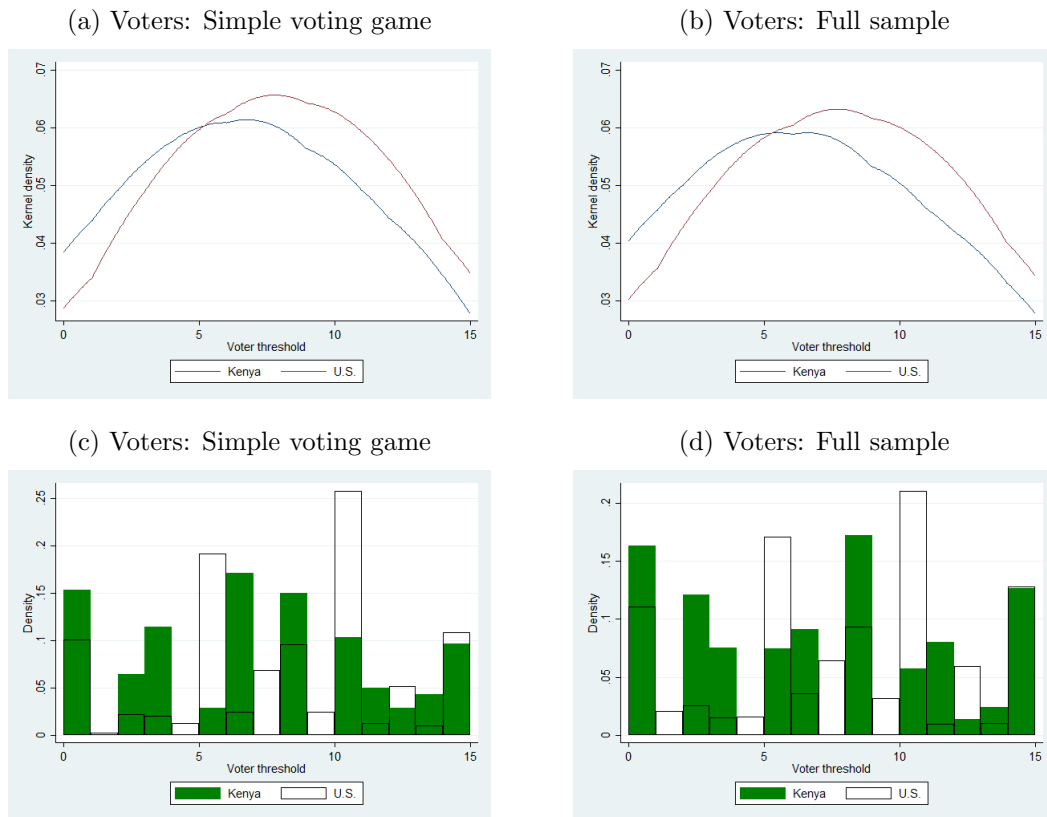 (a) Voters: Simple voting game
(b) Voters: Full sample
.07
.06
.05
.04
.03
Kernel density
0 5 10 15
Voter threshold
Kenya U.S.
.07
.06
.05
.04
.03
Kernel density
0 5 10 15
Voter threshold
Kenya U.S.
(c) Voters: Simple voting game
(d) Voters: Full sample
.25
.2
.15
.1
.05
0
Density
0 5 10 15
Voter threshold
Kenya U.S.
.2
.15
.1
.05
0
Density
0 5 10 15
Voter threshold
Kenya U.S.